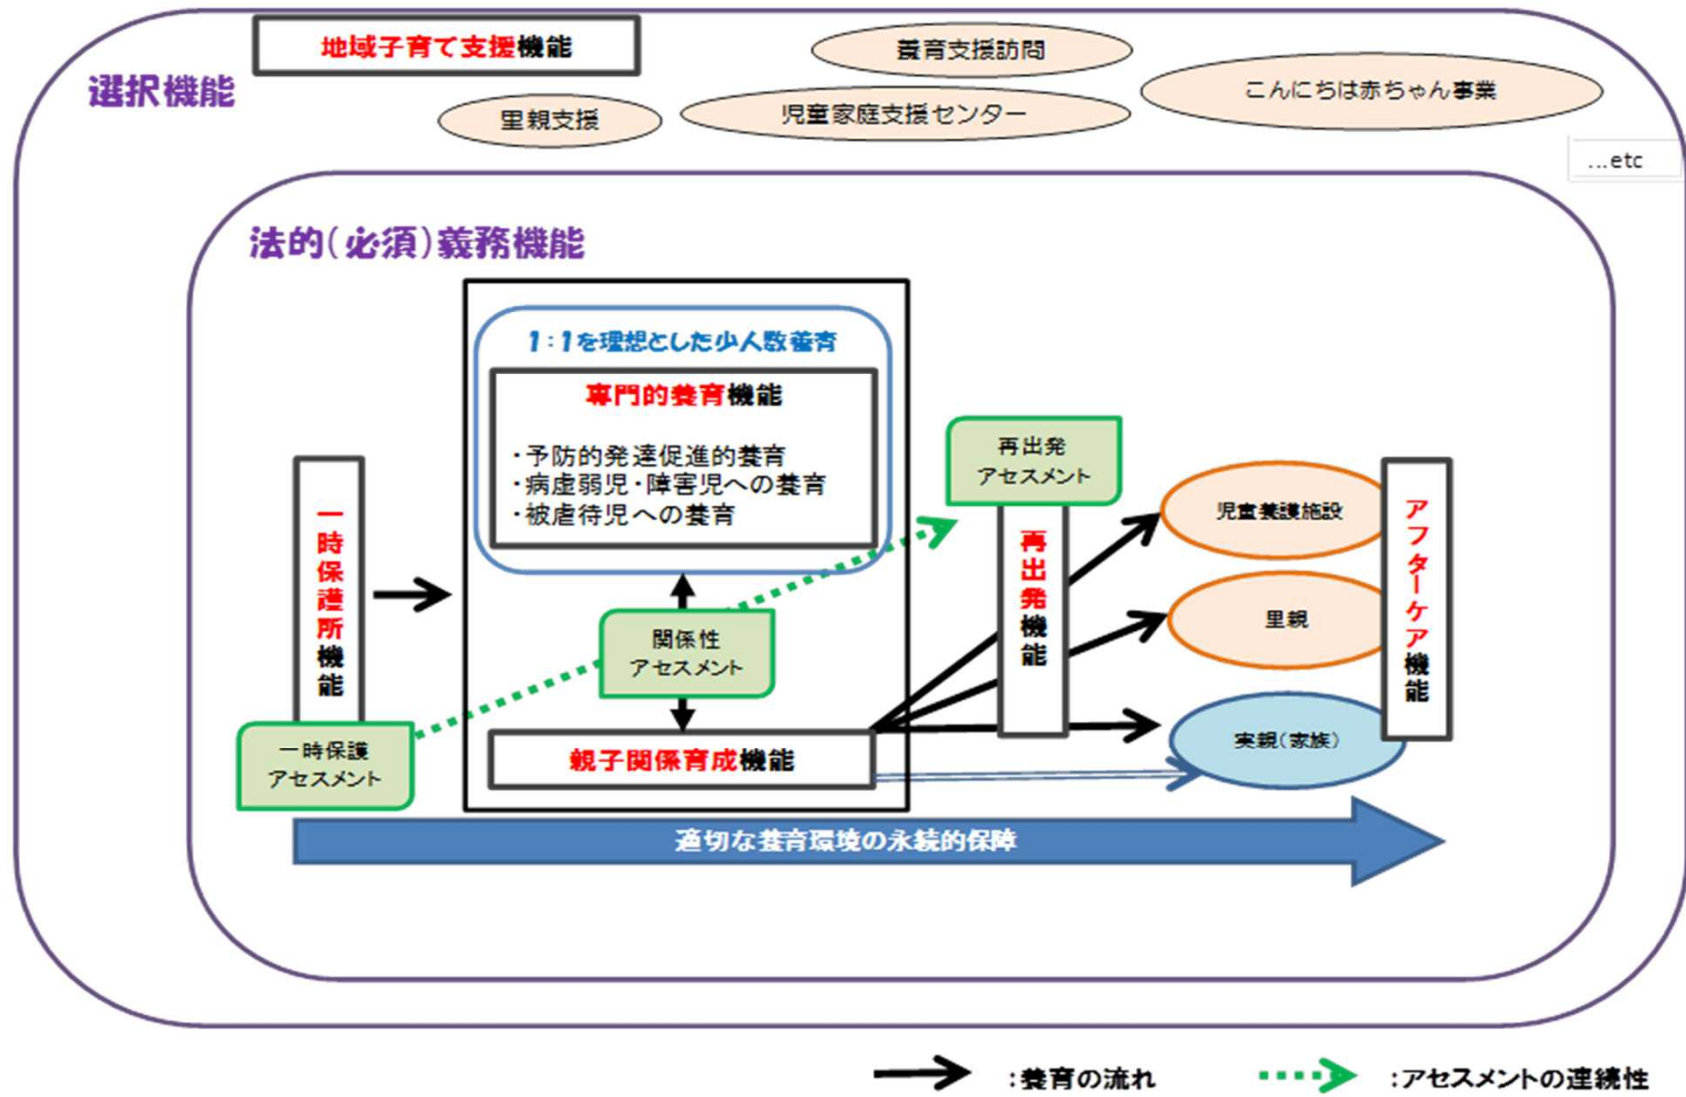 地域子育て支援機能
選択機能
養育支援訪問
こんにちは赤ちゃん事業
里親支援
児童家庭支援センター
...etc
法的(必須)義務機能
1:1を理想とした少人数養育
専門的養育機能
・予防的発達促進的養育
・病虚弱児・障害児への養育
・被虐待児への養育
一時保護所機能
一時保護
アセスメント
関係性
アセスメント
親子関係育成機能
再出発
アセスメント
再出発機能
児童養護施設
里親
実親(家族)
アフターケア機能
適切な養育環境の永続的保障
:養育の流れ
:アセスメントの連続性